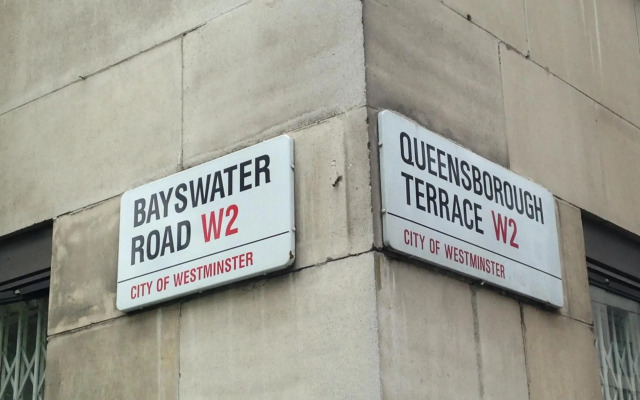 BAYSWATER
ROAD W2
CITY OF WESTMINSTER
QUEENSBOROUGH
TERRACE W2
CITY OF WESTMINSTER